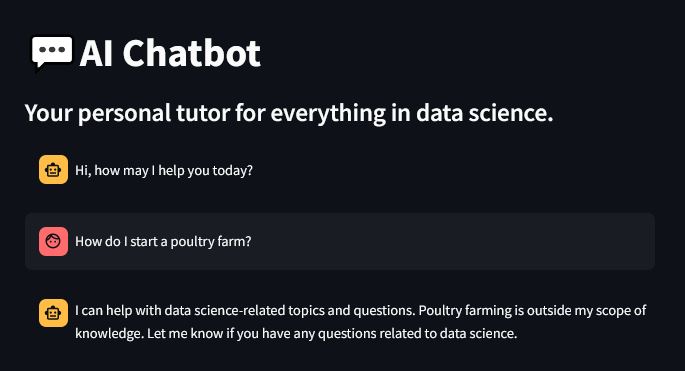 AI Chatbot
Your personal tutor for everything in data science.
Hi, how may I help you today?
How do I start a poultry farm?
I can help with data science-related topics and questions. Poultry farming is outside my scope of
knowledge. Let me know if you have any questions related to data science.